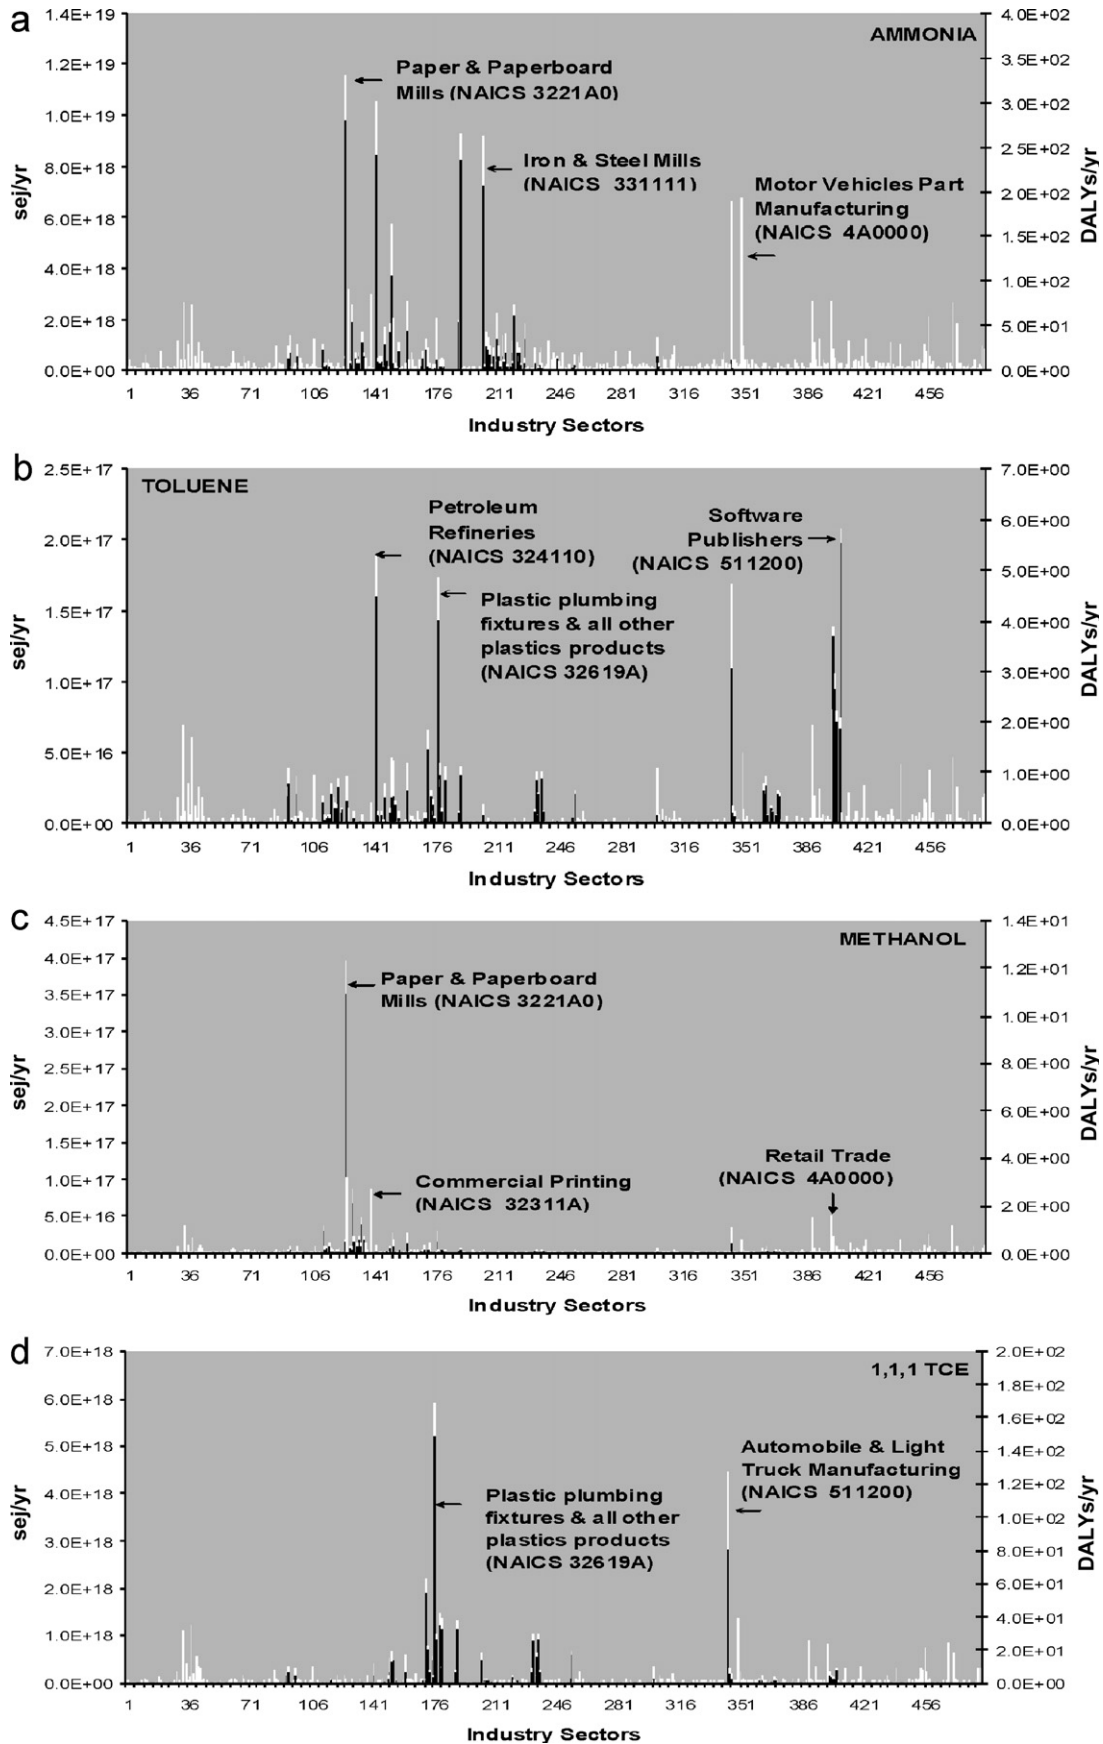 a
AMMONIA
1.4E+19
1.2E+19
1.0E+19
8.0E+18
6.0E+18
4.0E+18
2.0E+18
0.0E+00
sej/yr
Paper & Paperboard
Mills (NAICS 3221A0)
Iron & Steel Mills
(NAICS 331111)
Motor Vehicles Part
Manufacturing
(NAICS 4A0000)
4.0E+02
3.5E+02
3.0E+02
2.5E+02
2.0E+02
1.5E+02
1.0E+02
5.0E+01
0.0E+00
DALYs/yr
1 36 71 106 141 176 211 246 281 316 351 386 421 456
Industry Sectors
b
TOLUENE
2.5E+17
2.0E+17
1.5E+17
1.0E+17
5.0E+16
0.0E+00
sej/yr
Petroleum
Refineries
(NAICS 324110)
Plastic plumbing
fixtures & all other
plastics products
(NAICS 32619A)
Software
Publishers
(NAICS 511200)
7.0E+00
6.0E+00
5.0E+00
4.0E+00
3.0E+00
2.0E+00
1.0E+00
0.0E+00
DALYs/yr
1 36 71 106 141 176 211 246 281 316 351 386 421 456
Industry Sectors
c
METHANOL
4.5E+17
4.0E+17
3.5E+17
3.0E+17
2.5E+17
2.0E+17
1.5E+17
1.0E+17
5.0E+16
0.0E+00
sej/yr
Paper & Paperboard
Mills (NAICS 3221A0)
Commercial Printing
(NAICS 32311A)
Retail Trade
(NAICS 4A0000)
1.4E+01
1.2E+01
1.0E+01
8.0E+00
6.0E+00
4.0E+00
2.0E+00
0.0E+00
DALYs/yr
1 36 71 106 141 176 211 246 281 316 351 386 421 456
Industry Sectors
d
1,1,1 TCE
7.0E+18
6.0E+18
5.0E+18
4.0E+18
3.0E+18
2.0E+18
1.0E+18
0.0E+00
sej/yr
Plastic plumbing
fixtures & all other
plastics products
(NAICS 32619A)
Automobile & Light
Truck Manufacturing
(NAICS 511200)
2.0E+02
1.8E+02
1.6E+02
1.4E+02
1.2E+02
1.0E+02
8.0E+01
6.0E+01
4.0E+01
2.0E+01
0.0E+00
DALYs/yr
1 36 71 106 141 176 211 246 281 316 351 386 421 456
Industry Sectors